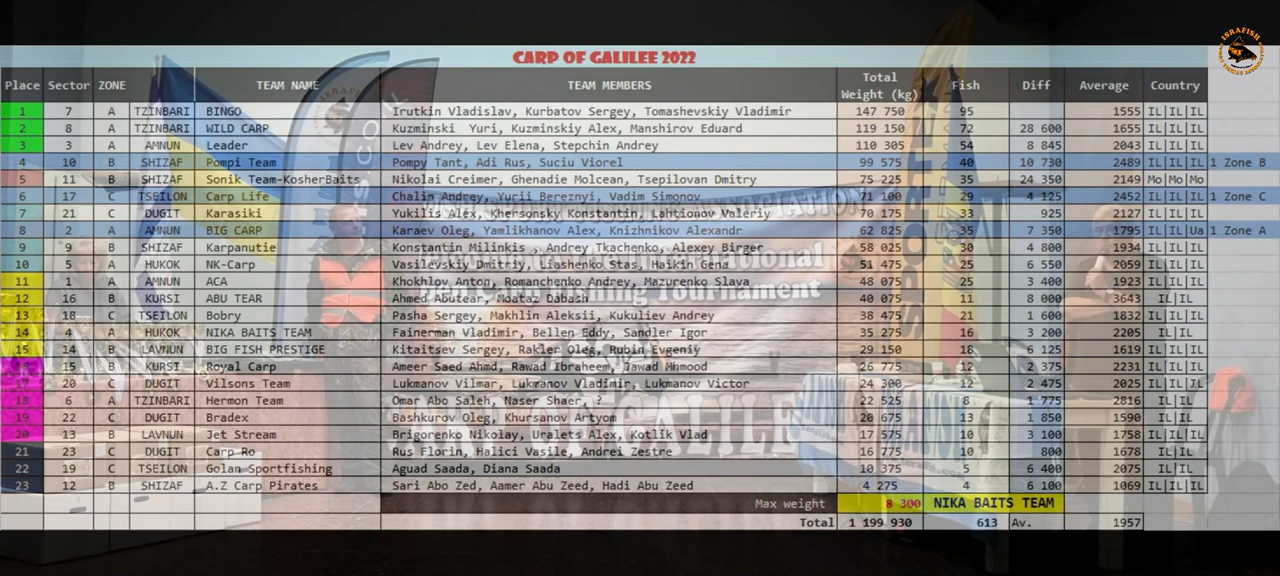 CARP OF GALILEE 2022
ISRAFISH
Place Sector ZONE TEAM NAME TEAM MEMBERS Total Weight (kg) Fish Diff Average Country
1 7 A TZINBARI BINGO Irutkin Vladislav, Kurbatov Sergey, Tomashevskiy Vladimir 147 750 95 1555 IL|IL|IL
2 8 A TZINBARI WILD CARP Kuzminski Yuri, Kuzminskiy Alex, Manshirov Eduard 119 150 72 28 600 1655 IL|IL|IL
3 3 A AMNUN Leader Lev Andrey, Lev Elena, Stepchin Andrey 110 305 54 8 845 2043 IL|IL|IL
4 10 B SHIZAF Pompi Team Pompy Tant, Adi Rus, Suciu Viorel 99 575 40 10 730 2489 IL|IL|IL 1 Zone B
5 11 B SHIZAF Sonik Team-KosherBaits Nikolai Creimer, Ghenadie Molcean, Tsepilovan Dmitry 75 225 35 24 350 2149 Mo|Mo|Mo
6 17 C TSEILON Carp Life Chalin Andrey, Yurii Bereznyi, Vadim Simonov 71 100 29 4 125 2452 IL|IL|IL 1 Zone C
7 21 C DUGIT Karasiki Yukilis Alex, Khersonsky Konstantin, Lahtionov Valeriy 70 175 33 925 2127 IL|IL|IL
8 2 A AMNUN BIG CARP Karaev Oleg, Yamlikhanov Alex, Knizhnikov Alexandr 62 825 35 7 350 1795 IL|IL|Ua 1 Zone A
9 9 B SHIZAF Karpanutie Konstantin Milinkis , Andrey Tkachenko, Alexey Birger 58 025 30 4 800 1934 IL|IL|IL
10 5 A HUKOK NK-Carp Vasilevskiy Dmitriy, Liashenko Stas, Haikin Gena 51 475 25 6 550 2059 IL|IL|IL
11 1 A AMNUN ACA Khokhlov Anton, Romanchenko Andrey, Mazurenko Slava 48 075 25 3 400 1923 IL|IL|IL
12 16 B KURSI ABU TEAR Ahmed Abutear, Moataz Dabash 40 075 11 8 000 3643 IL|IL
13 18 C TSEILON Bobry Pasha Sergey, Makhlin Aleksii, Kukuliev Andrey 38 475 21 1 600 1832 IL|IL|IL
14 4 A HUKOK NIKA BAITS TEAM Fainerman Vladimir, Bellen Eddy, Sandler Igor 35 275 16 3 200 2205 IL|IL
15 14 B LAVNUN BIG FISH PRESTIGE Kitaitsev Sergey, Rakler Oleg, Rubin Evgeniy 29 150 18 6 125 1619 IL|IL|IL
16 15 B KURSI Royal Carp Ameer Saed Ahmd, Rawad Ibraheem, Jawad Mhmood 26 775 12 2 375 2231 IL|IL|IL
17 20 C DUGIT Vilsons Team Lukmanov Vilmar, Lukmanov Vladimir, Lukmanov Victor 24 300 12 2 475 2025 IL|IL|IL
18 6 A TZINBARI Hermon Team Omar Abo Saleh, Naser Shaer, ? 22 525 8 1 775 2816 IL|IL
19 22 C DUGIT Bradex Bashkurov Oleg, Khursanov Artyom 20 675 13 1 850 1590 IL|IL
20 13 B LAVNUN Jet Stream Brigorenko Nikolay, Uralets Alex, Kotlik Vlad 17 575 10 3 100 1758 IL|IL|IL
21 23 C DUGIT Carp Ro Rus Florin, Halici Vasile, Andrei Zestre 16 775 10 800 1678 IL|IL
22 19 C TSEILON Golan Sportfishing Aguad Saada, Diana Saada 10 375 5 6 400 2075 IL|IL
23 12 B SHIZAF A.Z Carp Pirates Sari Abo Zed, Aamer Abu Zeed, Hadi Abu Zeed 4 275 4 6 100 1069 IL|IL|IL
Max weight 8 300 NIKA BAITS TEAM
Total 1 199 930 613 Av. 1957